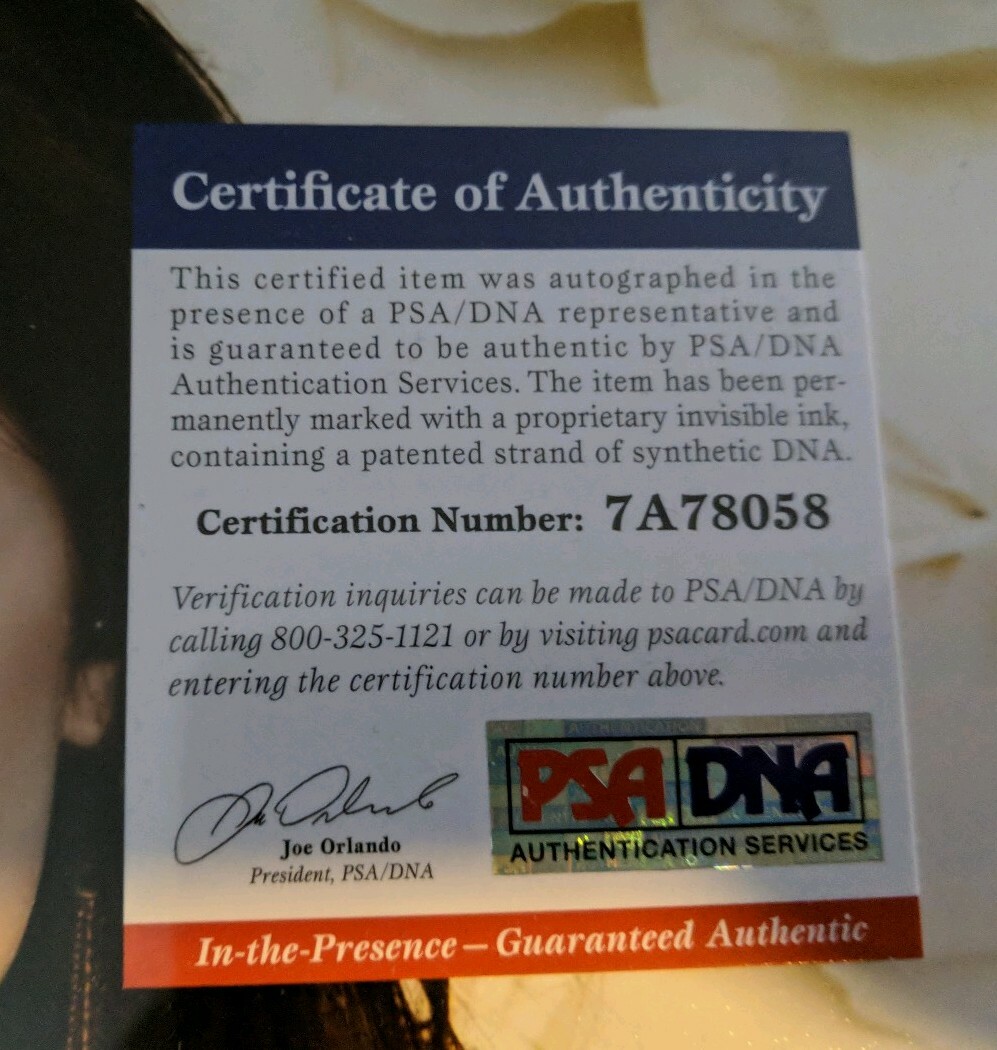 Certificate of Authenticity
This certified item was autographed in the
presence of a PSA/DNA representative and
is guaranteed to be authentic by PSA/DNA
Authentication Services. The item has been per-
manently marked with a proprietary invisible ink,
containing a patented strand of synthetic DNA.
Certification Number: 7A78058
Verification inquiries can be made to PSA/DNA by
calling 800-325-1121 or by visiting psacard.com and
entering the certification number above.
Joe Orlando
President, PSA/DNA
PSA DNA
AUTHENTICATION SERVICES
In-the-Presence – Guaranteed Authentic